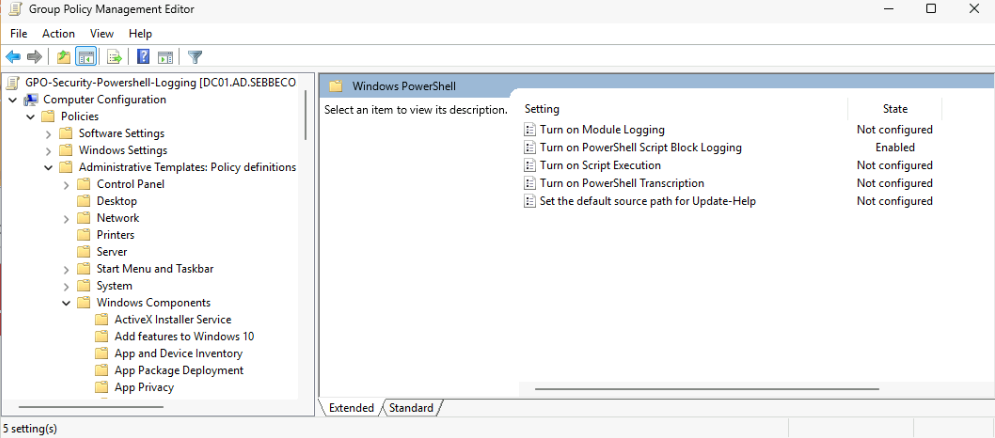 Group Policy Management Editor
File Action View Help
GPO-Security-Powershell-Logging [DC01.AD.SEBBECO
Computer Configuration
Policies
Software Settings
Windows Settings
Administrative Templates: Policy definitions
Control Panel
Desktop
Network
Printers
Server
Start Menu and Taskbar
System
Windows Components
ActiveX Installer Service
Add features to Windows 10
App and Device Inventory
App Package Deployment
App Privacy
Windows PowerShell
Select an item to view its description.
Setting State
Turn on Module Logging Not configured
Turn on PowerShell Script Block Logging Enabled
Turn on Script Execution Not configured
Turn on PowerShell Transcription Not configured
Set the default source path for Update-Help Not configured
Extended Standard
5 setting(s)